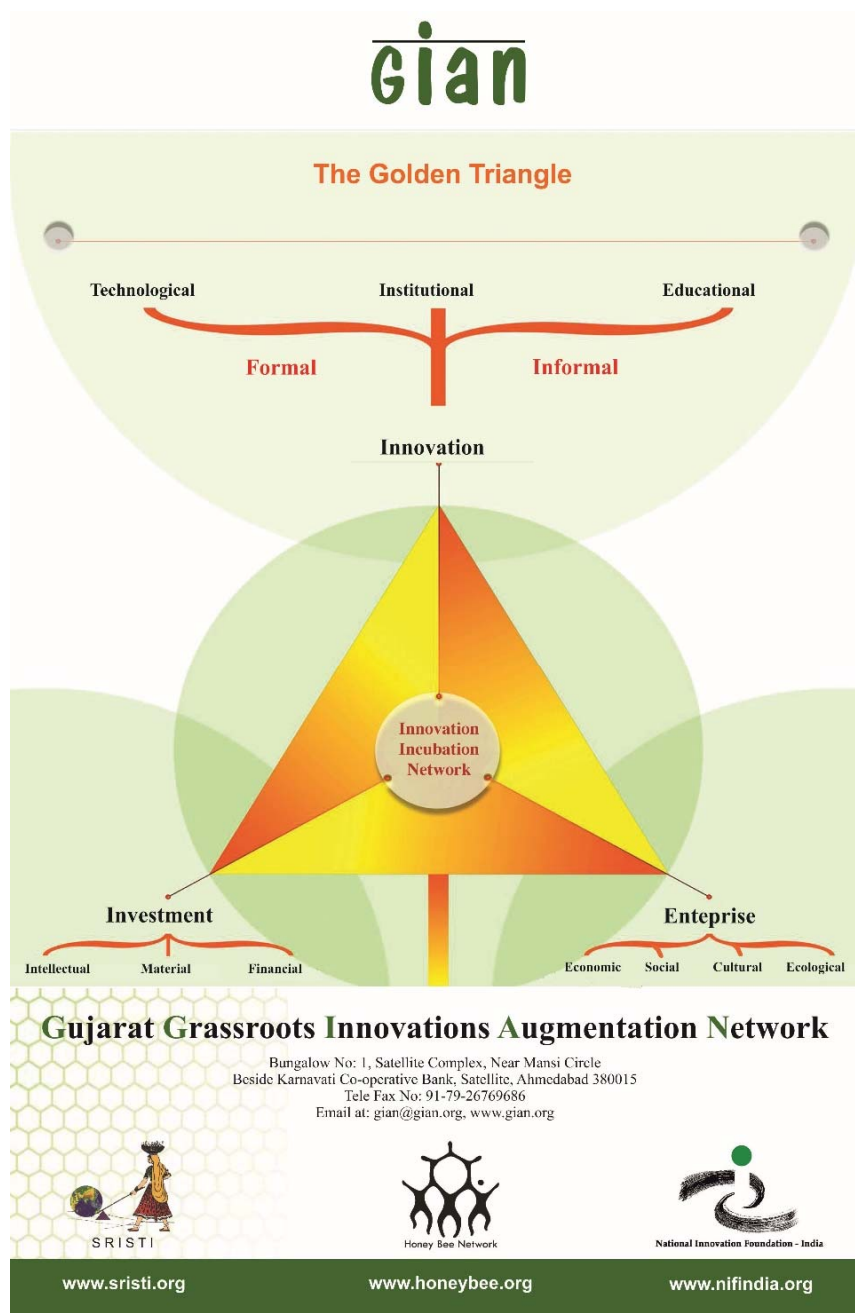 Gian
The Golden Triangle
Technological Institutional Educational
Formal Informal
Innovation
Innovation
Incubation
Network
Investment Enteprise
Intellectual Material Financial Economic Social Cultural Ecological
Gujarat Grassroots Innovations Augmentation Network
Bungalow No: 1, Satellite Complex, Near Mansi Circle
Beside Karnavati Co-operative Bank, Satellite, Ahmedabad 380015
Tele Fax No: 91-79-26769686
Email at: gian@gian.org, www.gian.org
SRISTI Honey Bee Network National Innovation Foundation - India
www.sristi.org www.honeybee.org www.nifindia.org